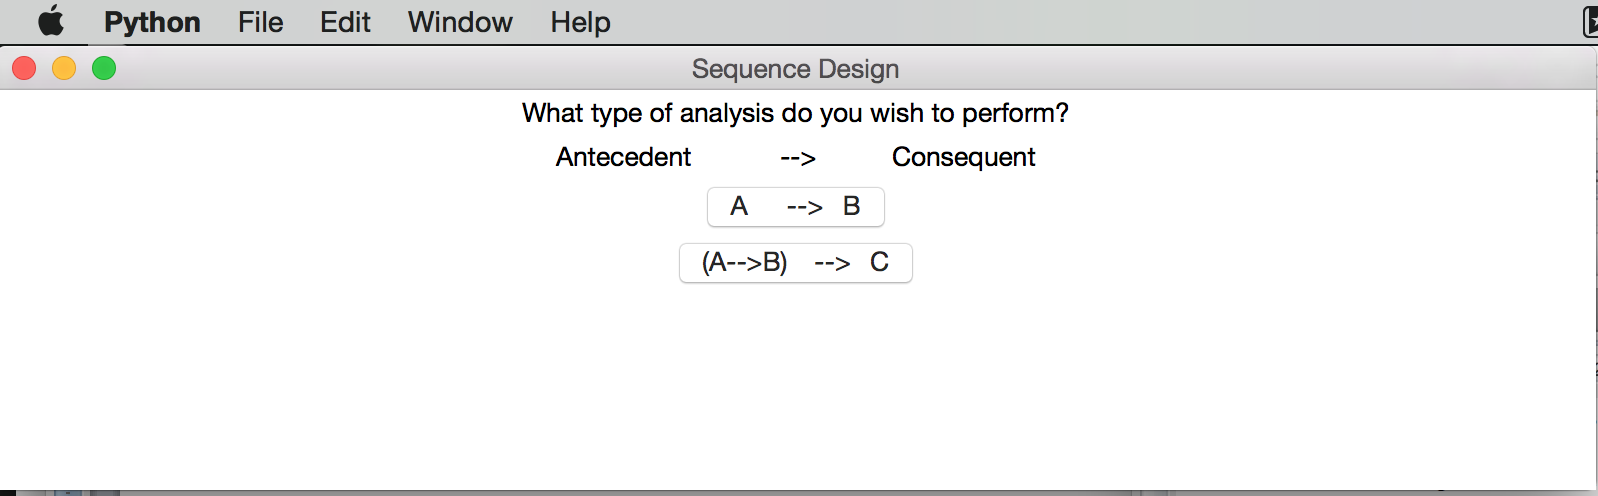 Python File Edit Window Help
Sequence Design
What type of analysis do you wish to perform?
Antecedent --> Consequent
A --> B
(A-->B) --> C